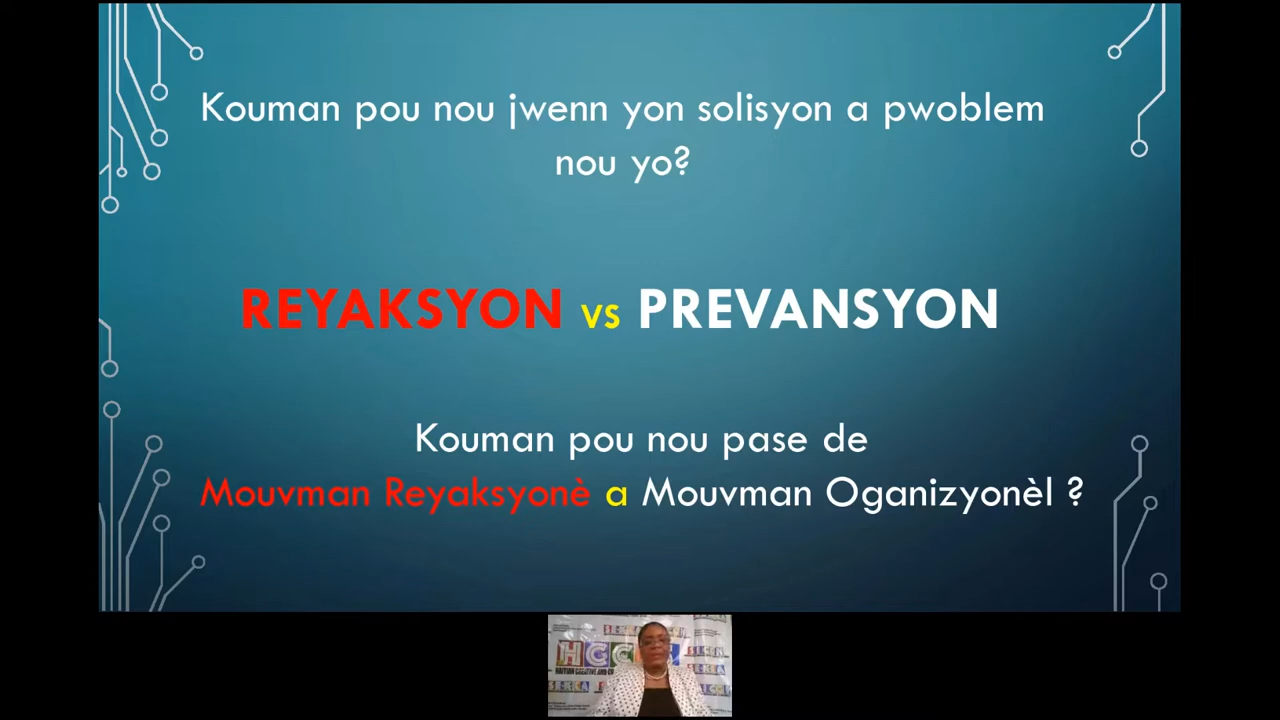 Kouman pou nou jwenn yon solisyon a pwoblem
nou yo?
REYAKSYON vs PREVANSYON
Kouman pou nou pase de
Mouvman Reyaksyonè a Mouvman Oganizyonèl ?